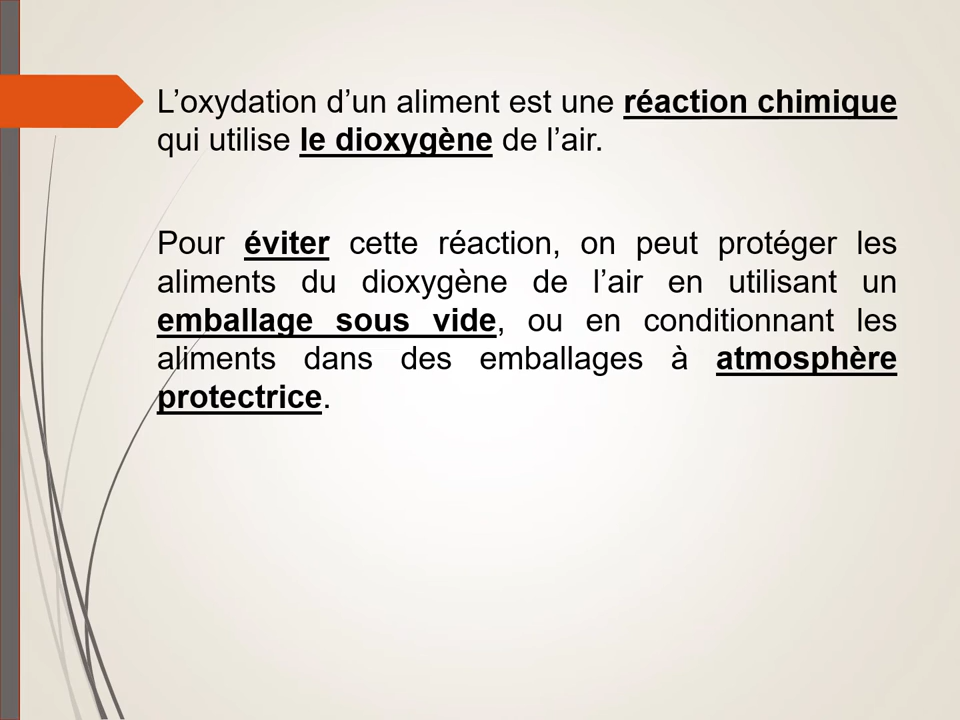 L’oxydation d’un aliment est une réaction chimique
qui utilise le dioxygène de l’air.
Pour éviter cette réaction, on peut protéger les
aliments du dioxygène de l’air en utilisant un
emballage sous vide, ou en conditionnant les
aliments dans des emballages à atmosphère
protectrice.